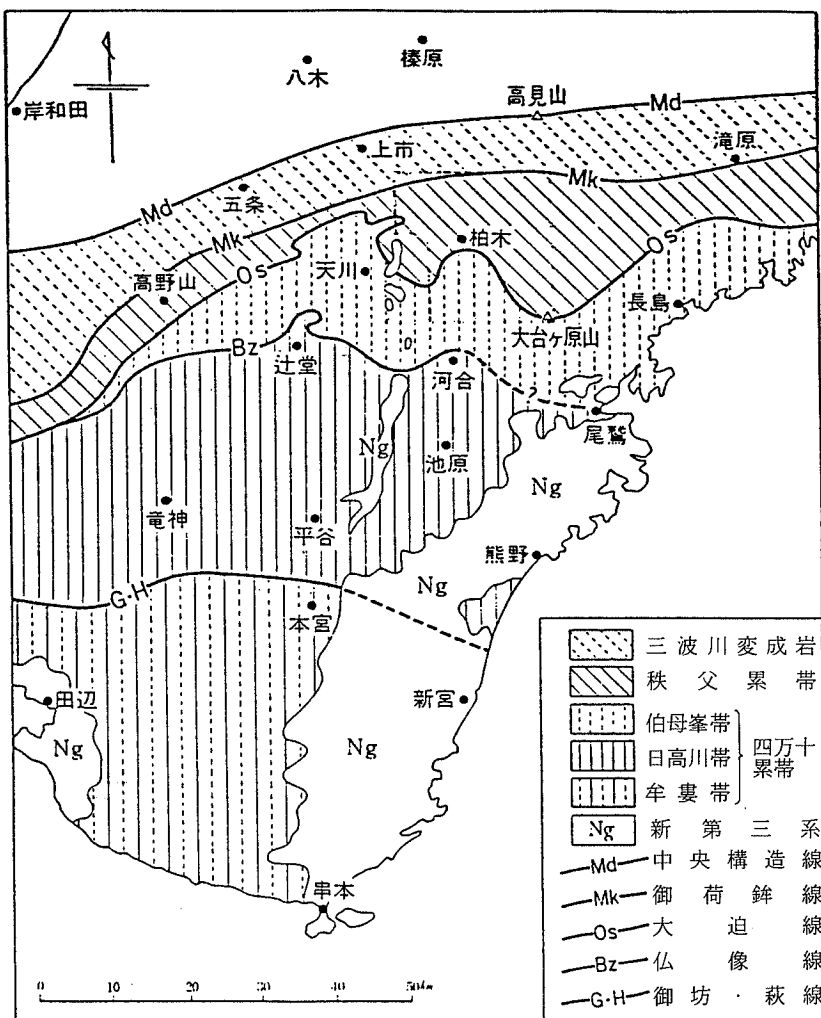 榛原
八木
高見山
Md
岸和田
滝原
上市
Mk
五条
Md
Mk
柏木
Os
Os
天川
高野山
長島
大台ケ原山
Bz
辻堂
河合
?
尾鷲
Ng
池原
Ng
竜神
平谷
熊野
G·H
Ng
本宮
田辺
新宮
Ng
Ng
串本
0 10 20 30 40 50km
三波川変成岩
秩父累帯
伯母峯帯
日高川帯
牟婁帯
四万十
累帯
Ng 新第三系
Md 中央構造線
Mk 御荷鉾線
Os 大迫線
Bz 仏像線
G·H 御坊・萩線